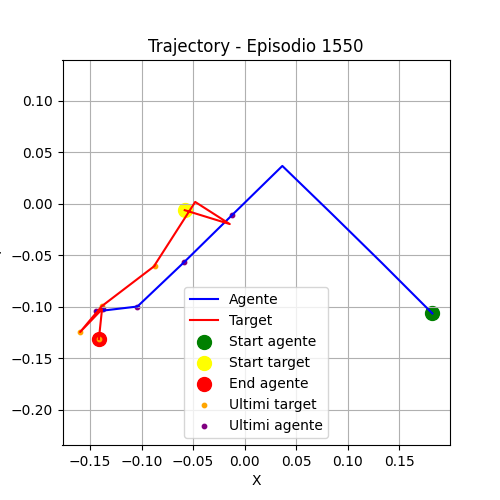 Trajectory - Episodio 1550
0.10
0.05
0.00
−0.05
−0.10
−0.15
−0.20
Agente
Target
Start agente
Start target
End agente
Ultimi target
Ultimi agente
−0.15 −0.10 −0.05 0.00 0.05 0.10 0.15
X